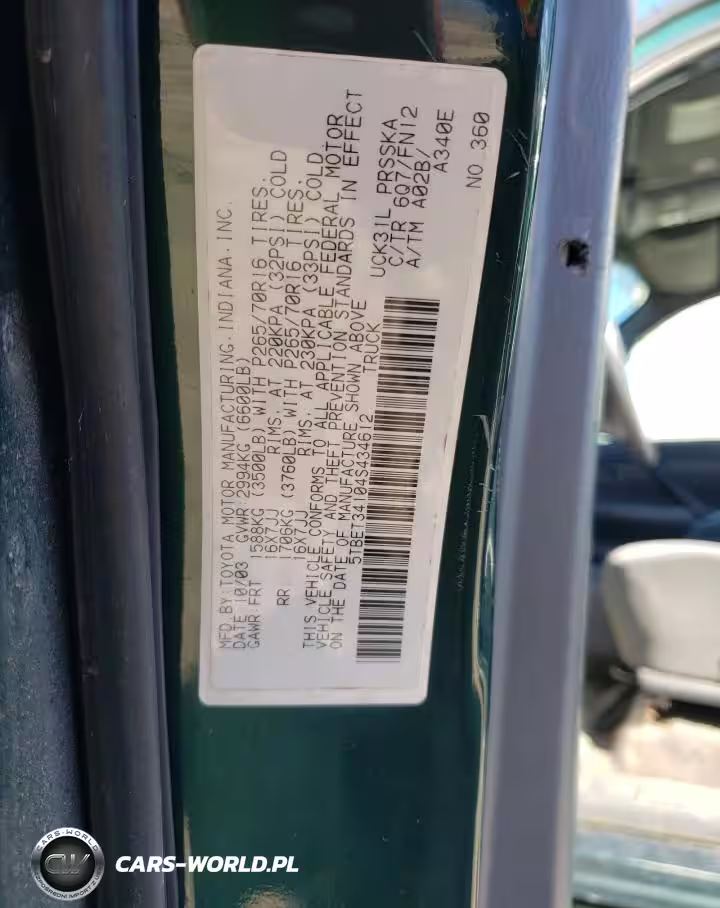 MFD.BY:TOYOTA MOTOR MANUFACTURING.INDIANA.INC.
DATE:10/03 GVWR:2994KG (6600LB)
GAWR:FRT 1588KG (3500LB) WITH P265/70R16 TIRES.
16X7JJ RIMS. AT 220KPA (32PSI) COLD
RR 1706KG (3760LB) WITH P265/70R16 TIRES.
16X7JJ RIMS. AT 230KPA (33PSI) COLD.
THIS VEHICLE CONFORMS TO ALL APPLICABLE FEDERAL MOTOR
VEHICLE SAFETY AND THEFT PREVENTION STANDARDS IN EFFECT
ON THE DATE OF MANUFACTURE SHOWN ABOVE
5TBET34104S434612 TRUCK
UCK31L PRSSKA
C/TR 6Q7/FN12
A/TM A02B/
A340E
NO 360
CARS-WORLD
CW
CARS-WORLD.PL